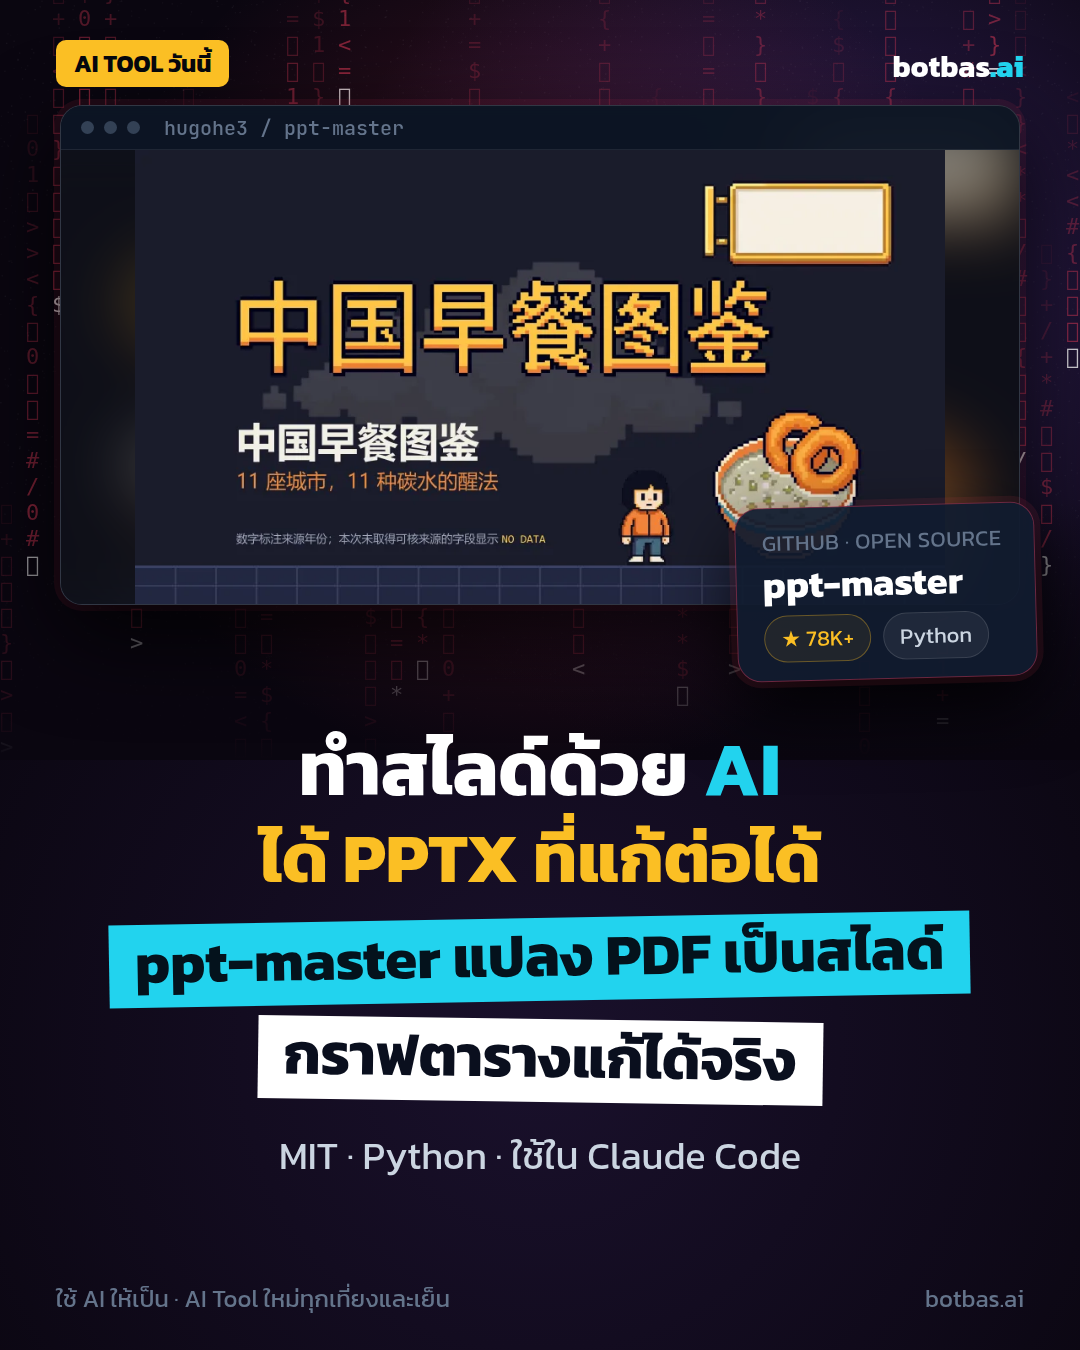 AI TOOL วันนี้
botbas.ai
hugohe3 / ppt-master
中国早餐图鉴
中国早餐图鉴
11 座城市，11 种碳水的醒法
数字标注来源年份；本次未取得可核来源的字段显示 NO DATA
GITHUB · OPEN SOURCE
ppt-master
★ 78K+
Python
ทำสไลด์ด้วย AI
ได้ PPTX ที่แก้ต่อได้
ppt-master แปลง PDF เป็นสไลด์
กราฟตารางแก้ได้จริง
MIT · Python · ใช้ใน Claude Code
ใช้ AI ให้เป็น · AI Tool ใหม่ทุกเที่ยงและเย็น
botbas.ai